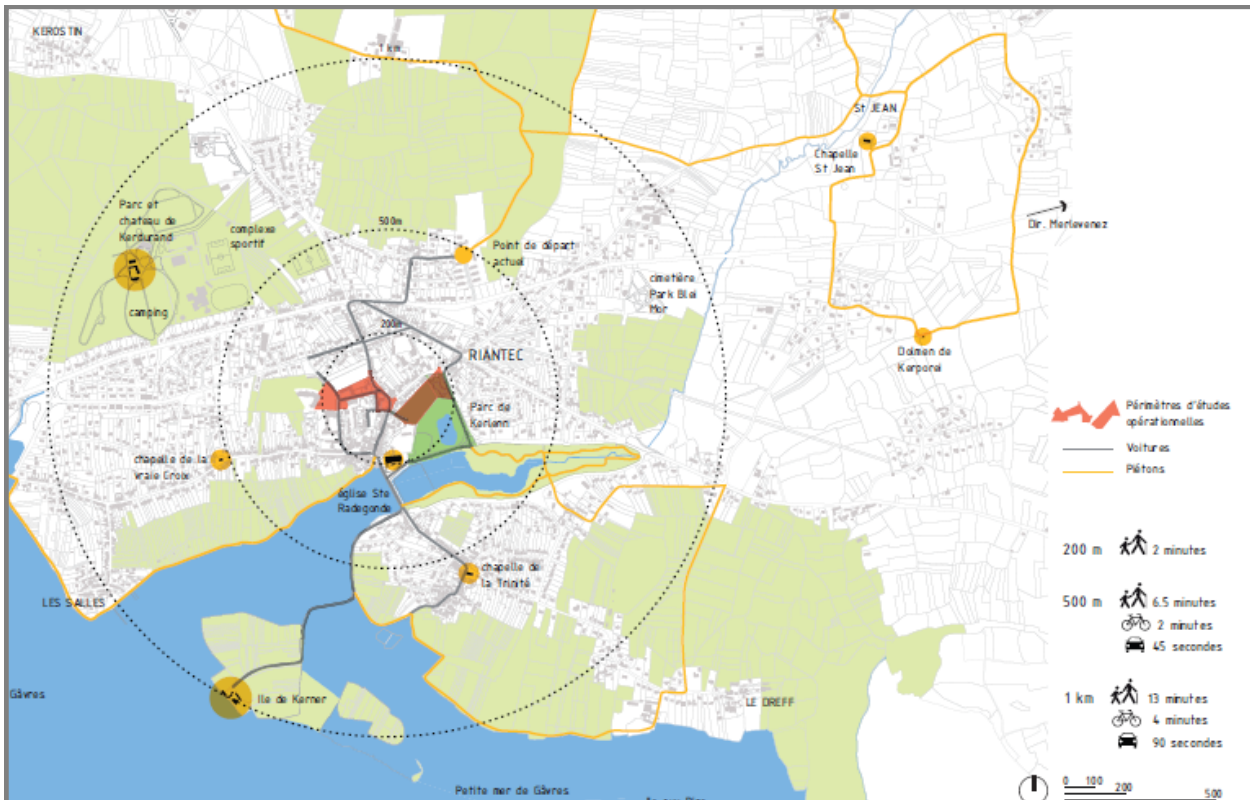 KEROSTIN
1 km
St JEAN
Chapelle
St Jean
Parc et
chateau de
Kerdurand
complexe
sportif
500m
Point de départ
actuel
Dir. Merlevenez
camping
cimetière
Park Blei
Mor
200m
RIANTEC
Dolmen de
Kerporel
Parc de
Kerlenn
Périmètres d'études
opérationnelles
Voitures
Piétons
chapelle de la
vraie Croix
église Ste
Radegonde
200 m 2 minutes
chapelle de
la Trinité
LES SALLES
500 m 6.5 minutes
2 minutes
45 secondes
Gâvres
Ile de Kerner
LE DREFF
1 km 13 minutes
4 minutes
90 secondes
Petite mer de Gâvres
0 100 200 500